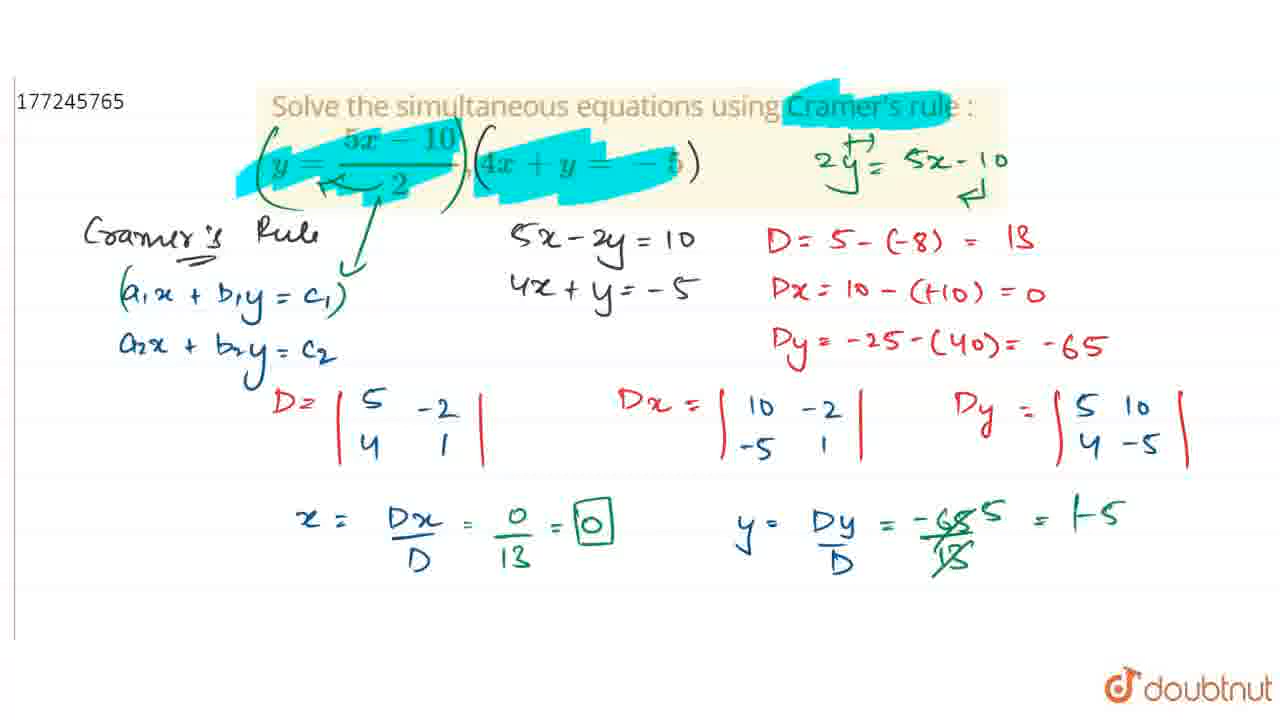 177245765
Solve the simultaneous equations using Cramer's rule :
(y = (5x - 10)/2), (4x + y = - 5)
2y = 5x - 10
Cramer's Rule
(a₁x + b₁y = c₁)
a₂x + b₂y = c₂
5x - 2y = 10
4x + y = - 5
D = 5 - (-8) = 13
Dx = 10 - (+10) = 0
Dy = -25 - (40) = -65
D = | 5 -2 |
| 4 1 |
Dx = | 10 -2 |
| -5 1 |
Dy = | 5 10 |
| 4 -5 |
x = Dx/D = 0/13 = 0
y = Dy/D = -65/13 5 = -5
doubtnut